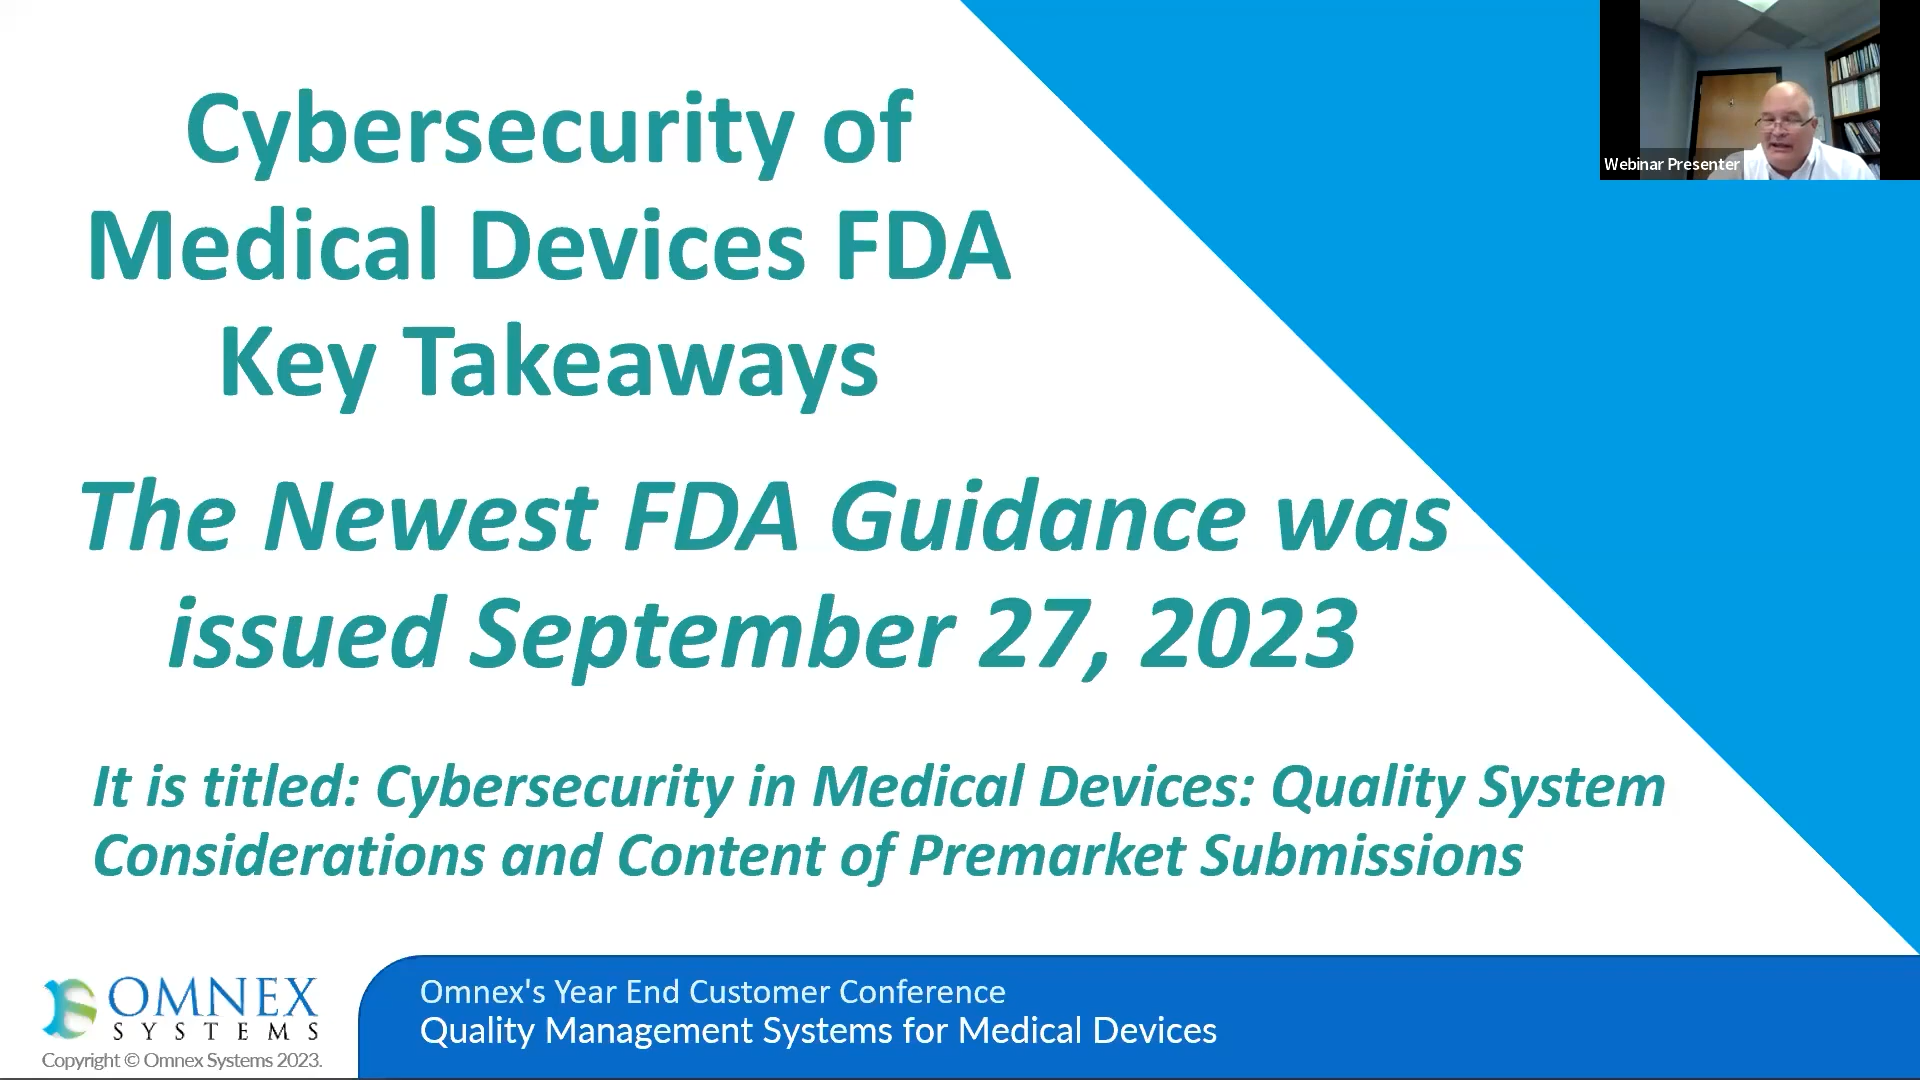 Cybersecurity of
Medical Devices FDA
Key Takeaways
The Newest FDA Guidance was
issued September 27, 2023
It is titled: Cybersecurity in Medical Devices: Quality System
Considerations and Content of Premarket Submissions
Webinar Presenter
OMNEX
SYSTEMS
Copyright © Omnex Systems 2023.
Omnex's Year End Customer Conference
Quality Management Systems for Medical Devices